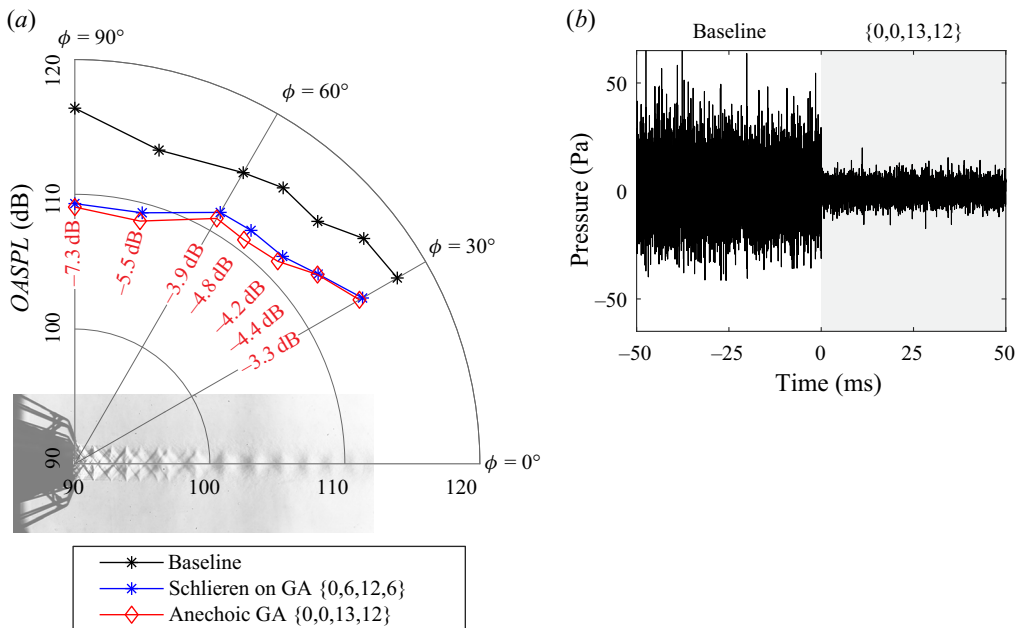 (a)
ϕ = 90°
120
ϕ = 60°
110
OASPL (dB)
–7.3 dB
–5.5 dB
–3.9 dB
–4.8 dB
–4.2 dB
–4.4 dB
–3.3 dB
ϕ = 30°
100
90
ϕ = 0°
90 100 110 120
Baseline
Schlieren on GA {0,6,12,6}
Anechoic GA {0,0,13,12}
(b)
Baseline {0,0,13,12}
50
0
–50
Pressure (Pa)
–50 –25 0 25 50
Time (ms)